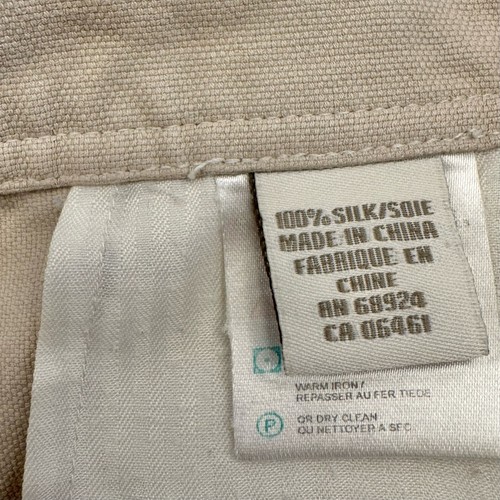 100% SILK/SOIE
MADE IN CHINA
FABRIQUE EN
CHINE
RN 68924
CA 06461
WARM IRON /
REPASSER AU FER TIEDE
P
OR DRY CLEAN
OU NETTOYER A SEC